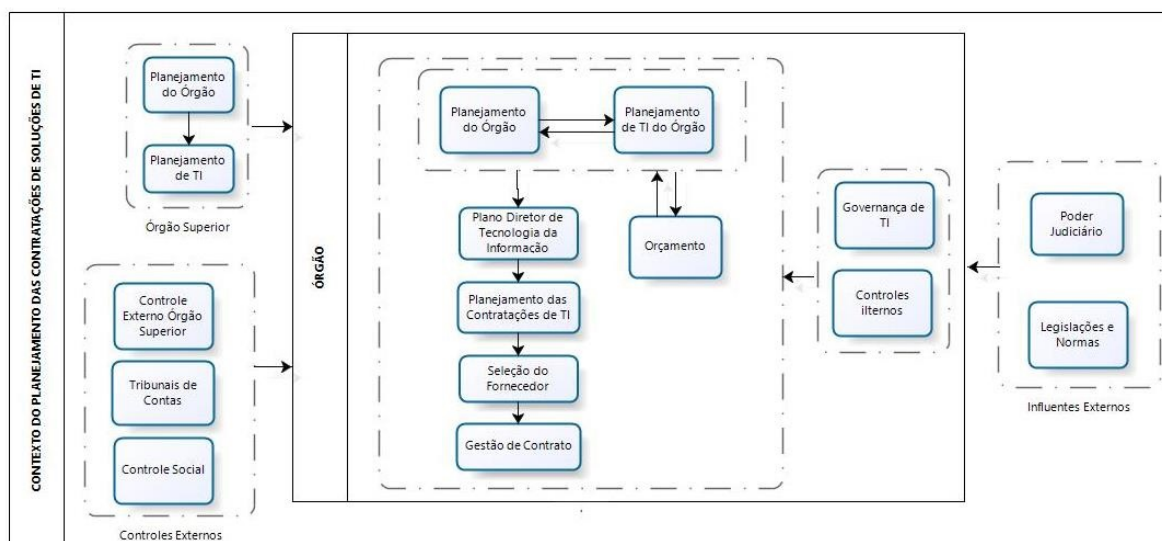 CONTEXTO DO PLANEJAMENTO DAS CONTRATAÇÕES DE SOLUÇÕES DE TI
Planejamento
do Órgão
Planejamento
de TI
Órgão Superior
Controle
Externo Órgão
Superior
Tribunais de
Contas
Controle Social
Controles Externos
ÓRGÃO
Planejamento
do Órgão
Planejamento
de TI do Órgão
Plano Diretor de
Tecnologia da
Informação
Orçamento
Planejamento das
Contratações de TI
Seleção do
Fornecedor
Gestão de Contrato
Governança de
TI
Controles
ilternos
Poder
Judiciário
Legislações e
Normas
Influentes Externos